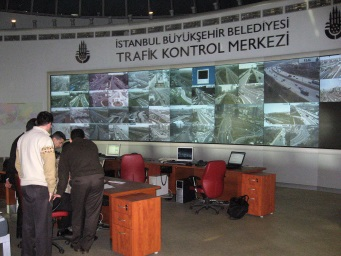 İSTANBUL BÜYÜKŞEHİR BELEDİYESİ
TRAFİK KONTROL MERKEZİ